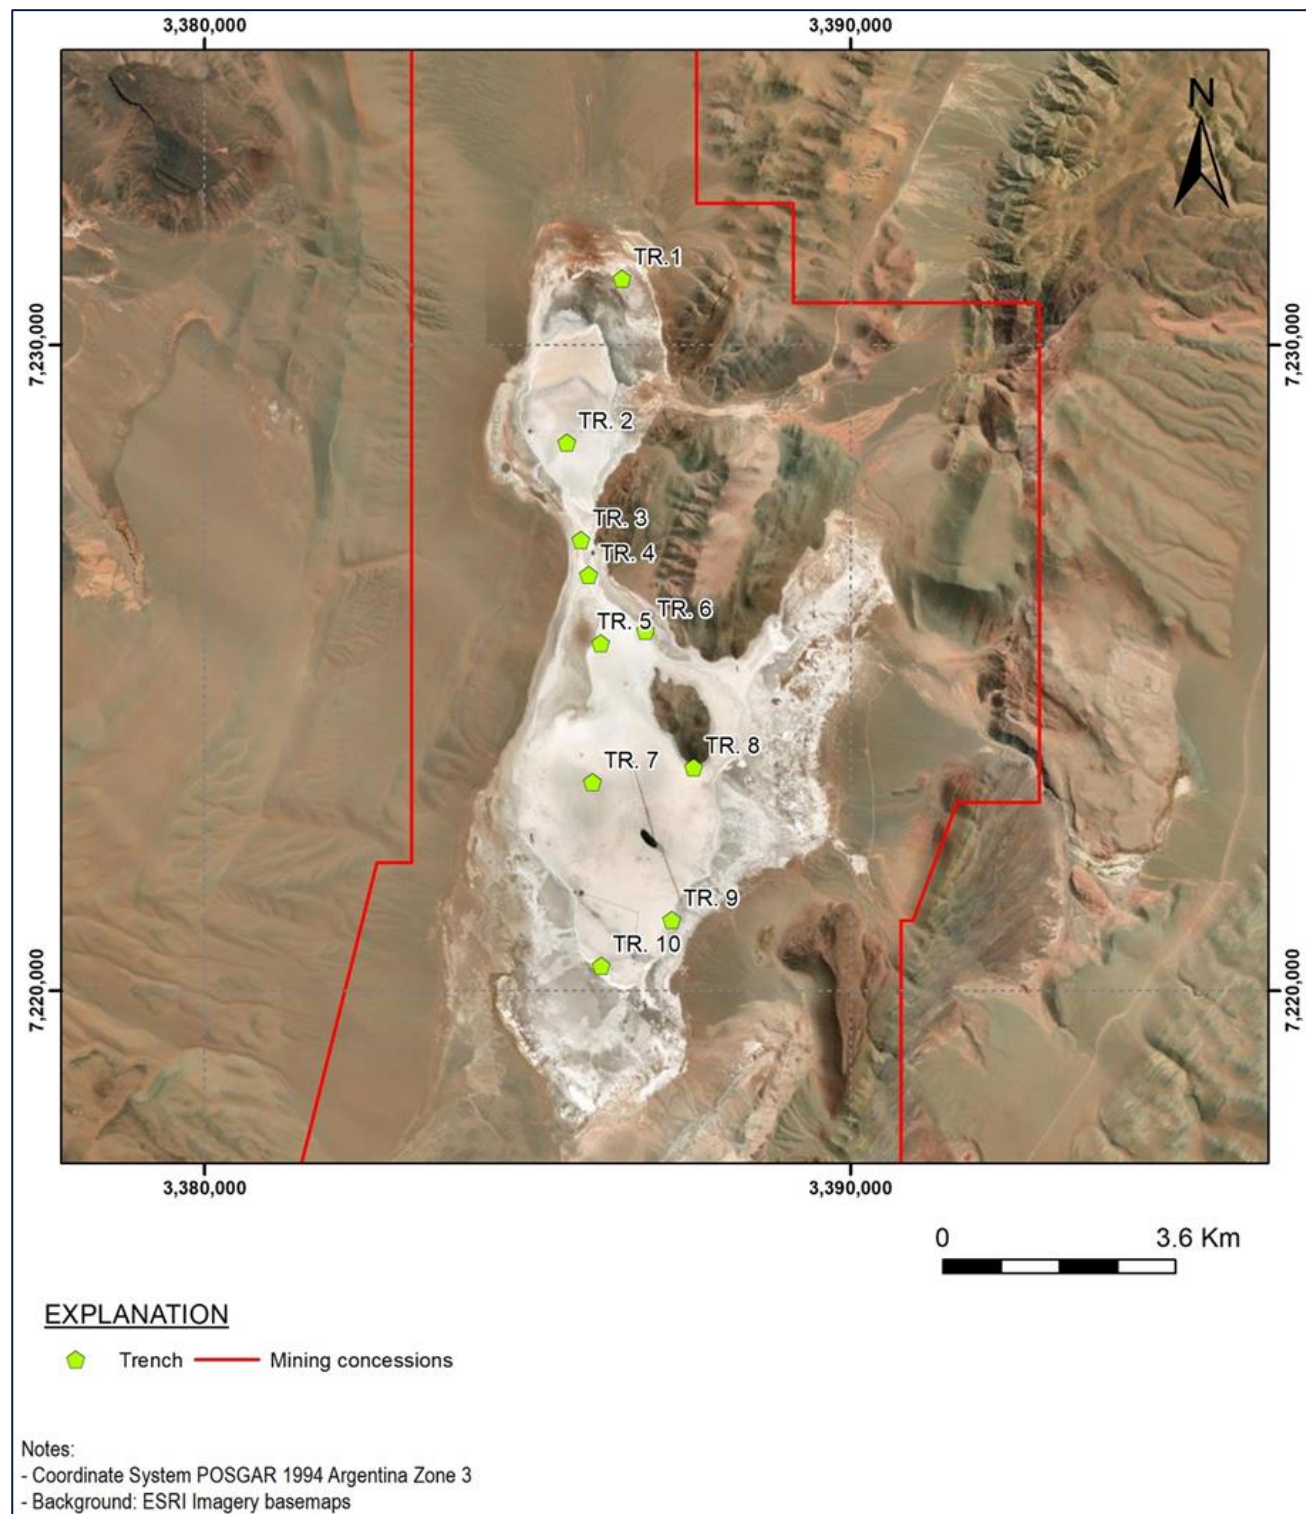 3,380,000
3,390,000
N
TR.1
7,230,000
7,230,000
TR. 2
TR. 3
TR. 4
TR. 6
TR. 5
TR. 8
TR. 7
TR. 9
TR. 10
7,220,000
7,220,000
3,380,000
3,390,000
0 3.6 Km
EXPLANATION
Trench
Mining concessions
Notes:
- Coordinate System POSGAR 1994 Argentina Zone 3
- Background: ESRI Imagery basemaps